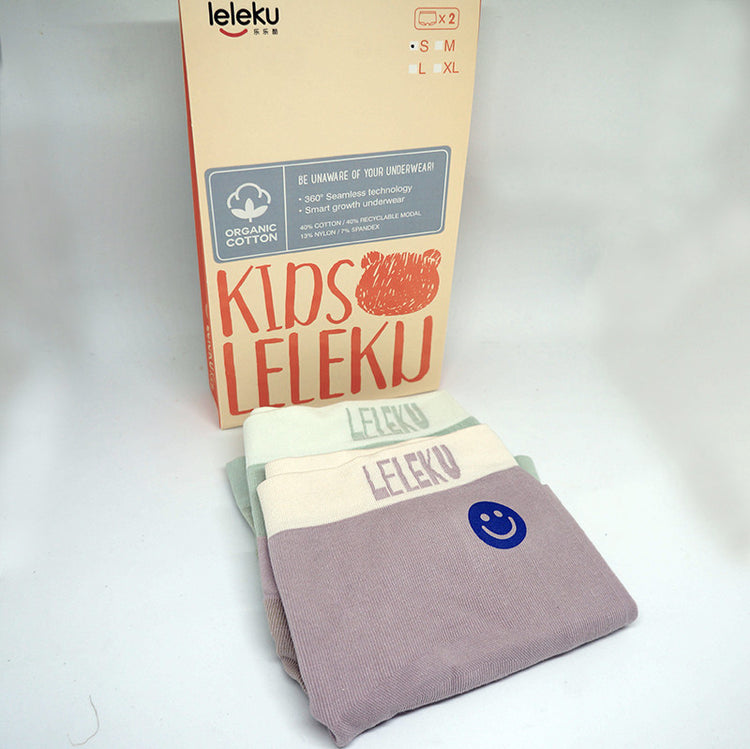 leleku
乐乐酷
x2
S M
L XL
BE UNAWARE OF YOUR UNDERWEAR!
• 360° Seamless technology
• Smart growth underwear
40% COTTON / 40% RECYCLABLE MODAL
13% NYLON / 7% SPANDEX
ORGANIC
COTTON
KIDS
LELEKU
LELEKU
LELEKU